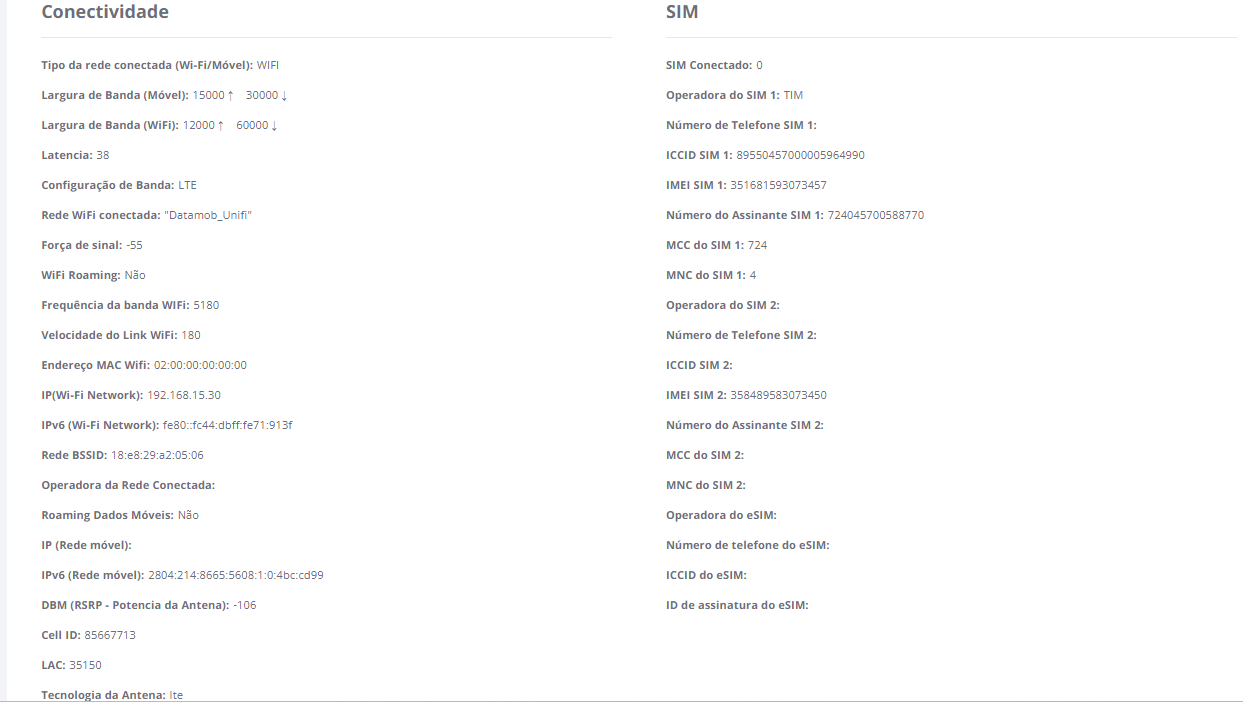 Conectividade
Tipo da rede conectada (Wi-Fi/Móvel): WIFI
Largura de Banda (Móvel): 15000 ↑ 30000 ↓
Largura de Banda (WiFi): 12000 ↑ 60000 ↓
Latencia: 38
Configuração de Banda: LTE
Rede WiFi conectada: "Datamob_Unifi"
Força de sinal: -55
WiFi Roaming: Não
Frequência da banda WIFi: 5180
Velocidade do Link WiFi: 180
Endereço MAC Wifi: 02:00:00:00:00:00
IP(Wi-Fi Network): 192.168.15.30
IPv6 (Wi-Fi Network): fe80::fc44:dbff:fe71:913f
Rede BSSID: 18:e8:29:a2:05:06
Operadora da Rede Conectada:
Roaming Dados Móveis: Não
IP (Rede móvel):
IPv6 (Rede móvel): 2804:214:8665:5608:1:0:4bc:cd99
DBM (RSRP - Potencia da Antena): -106
Cell ID: 85667713
LAC: 35150
Tecnologia da Antena: lte
SIM
SIM Conectado: 0
Operadora do SIM 1: TIM
Número de Telefone SIM 1:
ICCID SIM 1: 89550457000005964990
IMEI SIM 1: 351681593073457
Número do Assinante SIM 1: 724045700588770
MCC do SIM 1: 724
MNC do SIM 1: 4
Operadora do SIM 2:
Número de Telefone SIM 2:
ICCID SIM 2:
IMEI SIM 2: 358489583073450
Número do Assinante SIM 2:
MCC do SIM 2:
MNC do SIM 2:
Operadora do eSIM:
Número de telefone do eSIM:
ICCID do eSIM:
ID de assinatura do eSIM: